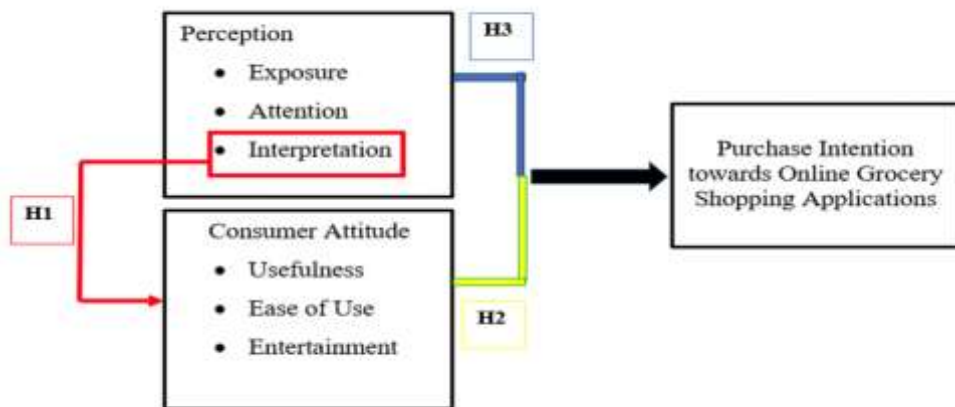 Perception
• Exposure
• Attention
• Interpretation
H3
H1
Consumer Attitude
• Usefulness
• Ease of Use
• Entertainment
H2
Purchase Intention
towards Online Grocery
Shopping Applications